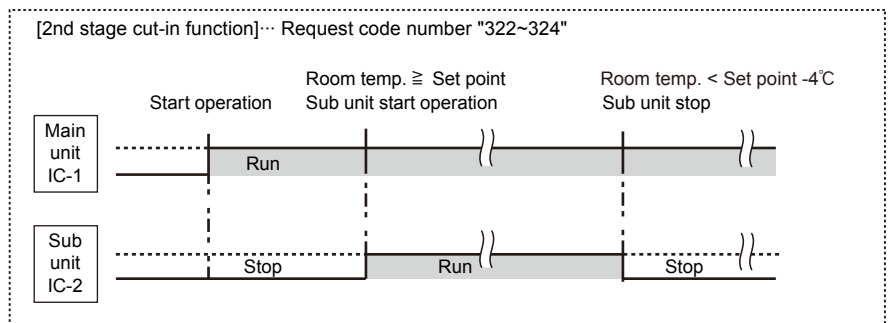 [2nd stage cut-in function]··· Request code number "322~324"
Room temp. ≧ Set point
Room temp. < Set point -4℃
Start operation
Sub unit start operation
Sub unit stop
Main
unit
IC-1
Run
Sub
unit
IC-2
Stop
Run
Stop